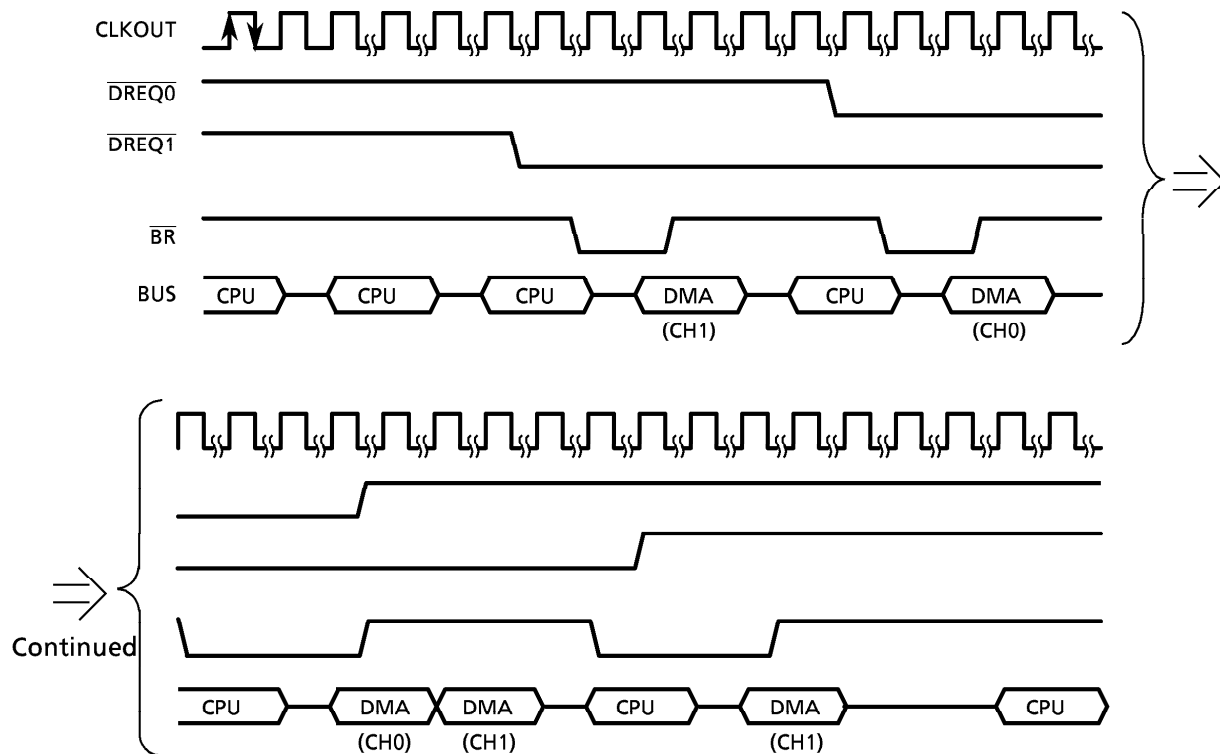 CLKOUT
DREQ0
DREQ1
BR
BUS CPU CPU CPU DMA CPU DMA
(CH1) (CH0)
Continued
CPU DMA DMA CPU DMA CPU
(CH0) (CH1) (CH1)